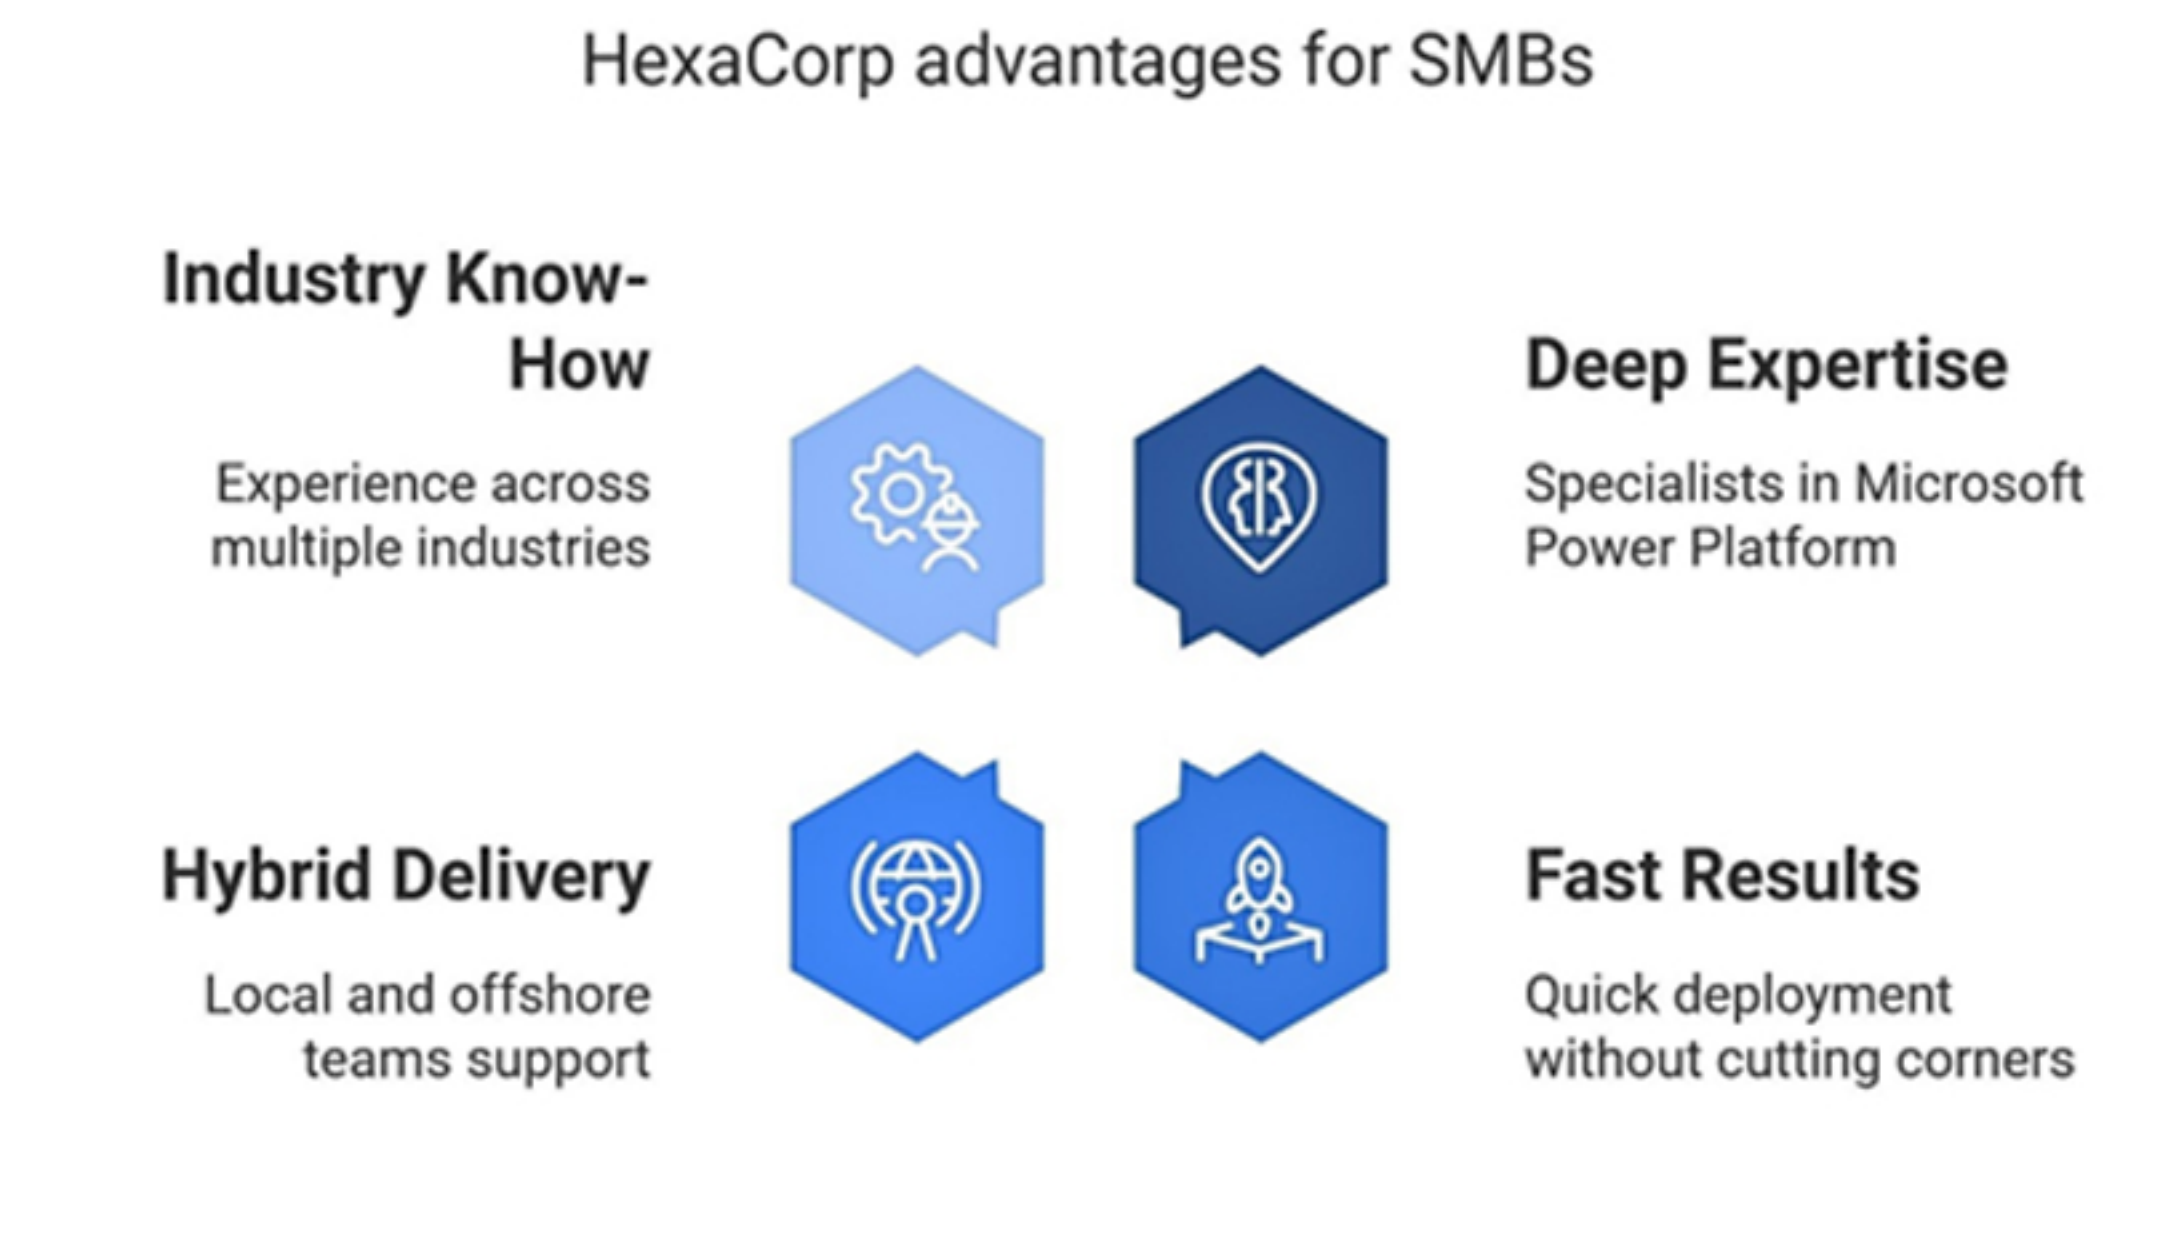 HexaCorp advantages for SMBs
Industry Know-
How
Experience across
multiple industries
Deep Expertise
Specialists in Microsoft
Power Platform
Hybrid Delivery
Local and offshore
teams support
Fast Results
Quick deployment
without cutting corners